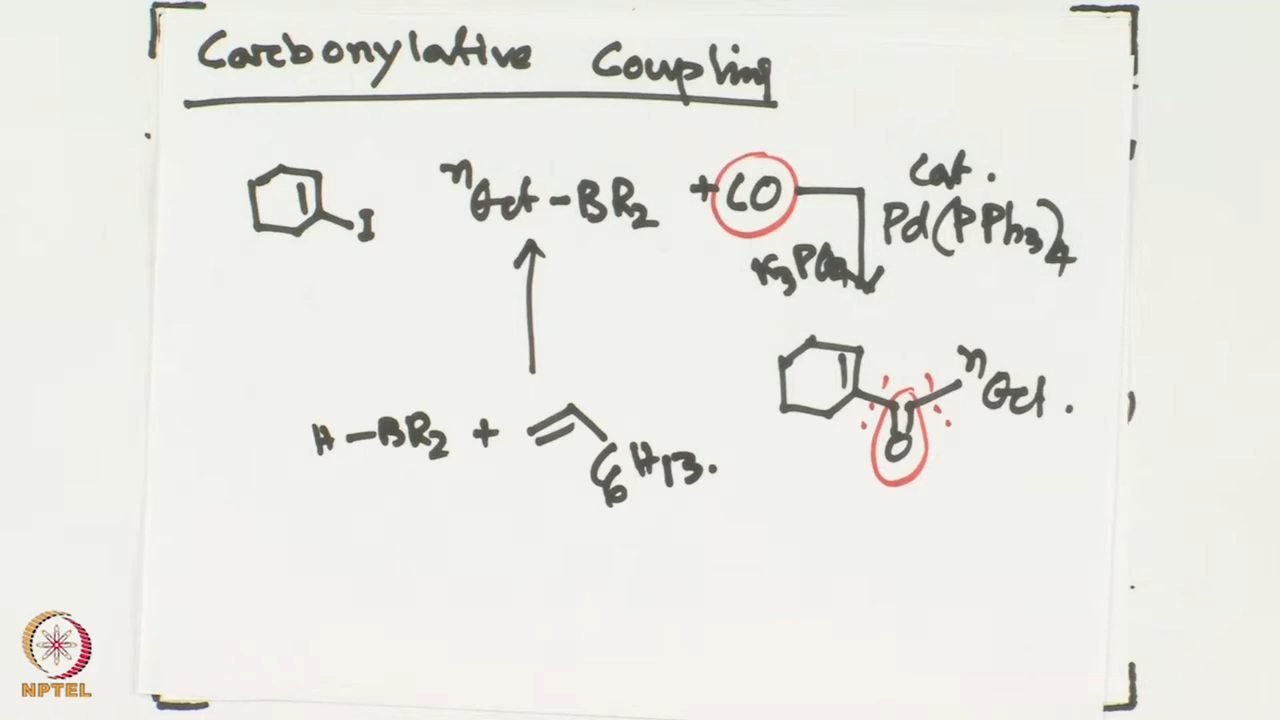 Carbonylative Coupling
I nOct-BR2 + CO cat.
Pd(PPh3)4
K3PO4
nOct.
O
H-BR2 + C6H13.
NPTEL